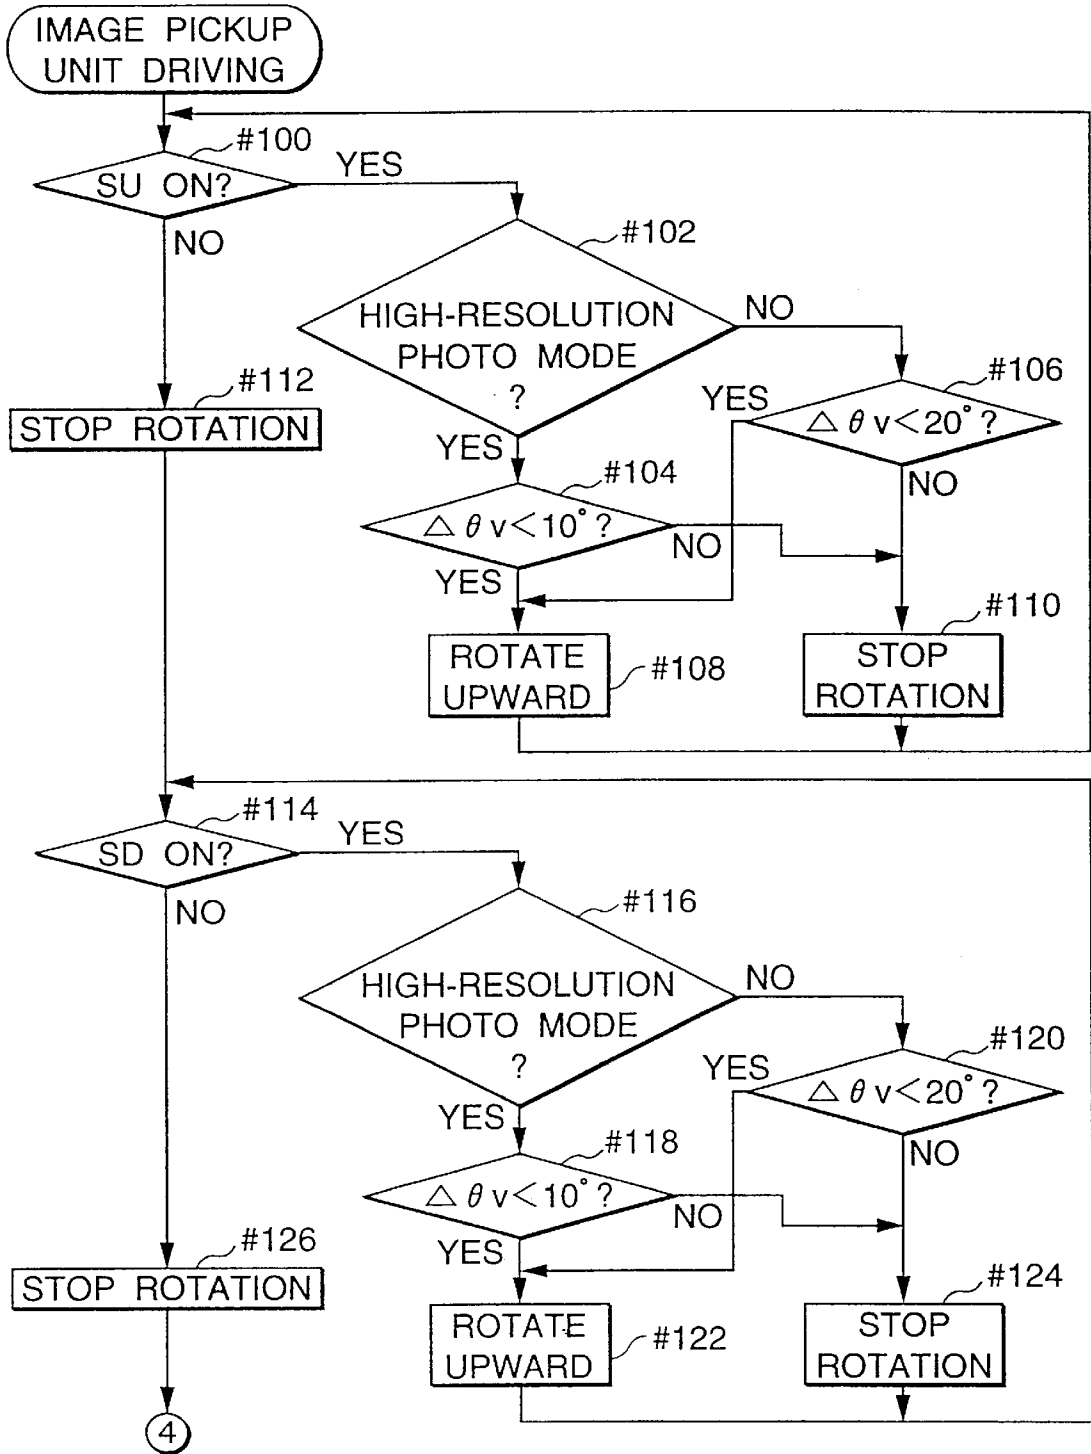 IMAGE PICKUP
UNIT DRIVING
#100
SU ON?
YES
NO
#102
HIGH-RESOLUTION
PHOTO MODE
?
NO
YES
#112
STOP ROTATION
#106
YES
△θv<20°?
NO
#104
△θv<10°?
NO
YES
#108
ROTATE
UPWARD
#110
STOP
ROTATION
#114
SD ON?
YES
NO
#116
HIGH-RESOLUTION
PHOTO MODE
?
NO
YES
#120
YES
△θv<20°?
NO
#118
△θv<10°?
NO
YES
#126
STOP ROTATION
#122
ROTATE
UPWARD
#124
STOP
ROTATION
4